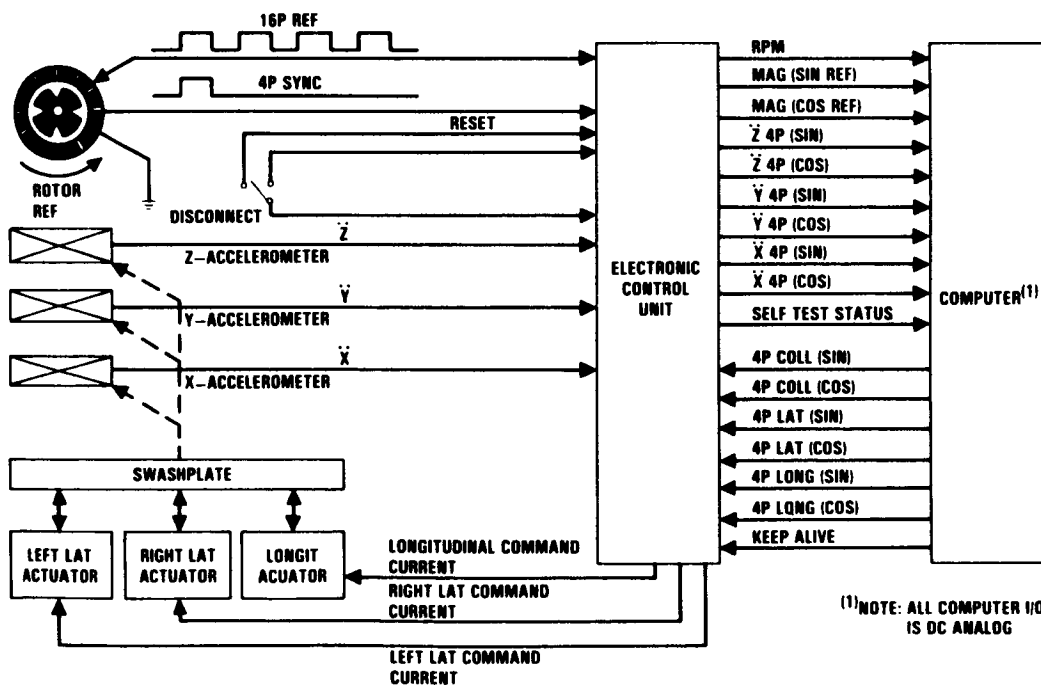 16P REF
4P SYNC
RESET
ROTOR
REF
DISCONNECT
Z̈
Z-ACCELEROMETER
Ÿ
Y-ACCELEROMETER
Ẍ
X-ACCELEROMETER
SWASHPLATE
LEFT LAT
ACTUATOR
RIGHT LAT
ACTUATOR
LONGIT
ACUATOR
LONGITUDINAL COMMAND
CURRENT
RIGHT LAT COMMAND
CURRENT
LEFT LAT COMMAND
CURRENT
ELECTRONIC
CONTROL
UNIT
RPM
MAG (SIN REF)
MAG (COS REF)
Z̈ 4P (SIN)
Z̈ 4P (COS)
Ÿ 4P (SIN)
Ÿ 4P (COS)
Ẍ 4P (SIN)
Ẍ 4P (COS)
SELF TEST STATUS
4P COLL (SIN)
4P COLL (COS)
4P LAT (SIN)
4P LAT (COS)
4P LONG (SIN)
4P LQNG (COS)
KEEP ALIVE
COMPUTER(1)
(1)NOTE: ALL COMPUTER I/O
IS DC ANALOG